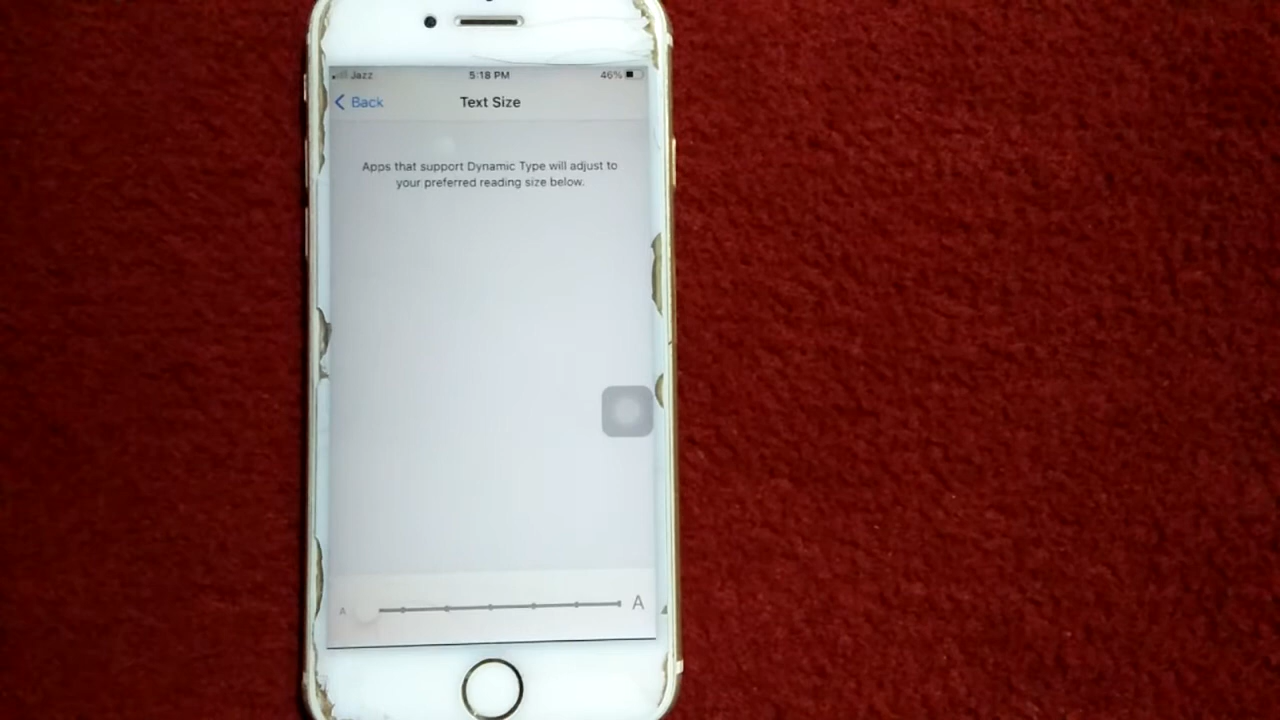 Jazz 5:18 PM 46%
Back Text Size
Apps that support Dynamic Type will adjust to
your preferred reading size below.
A A